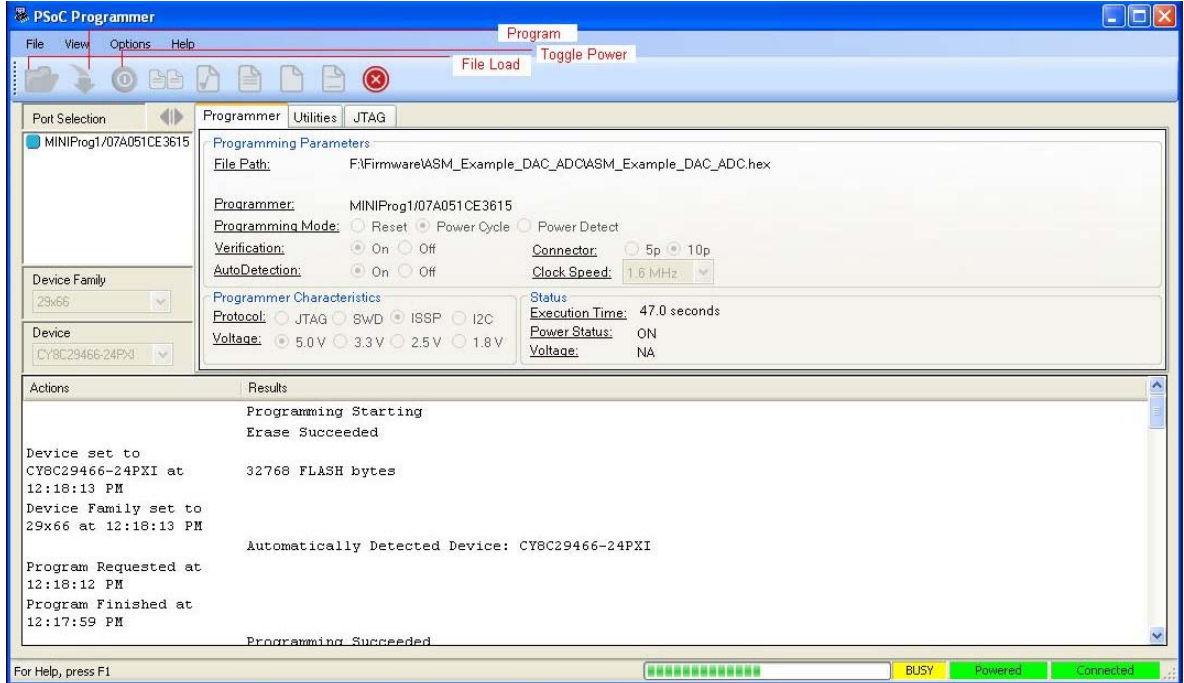 PSoC Programmer
File View Options Help
Program
Toggle Power
File Load
Port Selection
MINIProg1/07A051CE3615
Device Family
29x66
Device
CY8C29466-24PXI
Programmer Utilities JTAG
Programming Parameters
File Path: F:\Firmware\ASM_Example_DAC_ADC\ASM_Example_DAC_ADC.hex
Programmer: MINIProg1/07A051CE3615
Programming Mode: Reset Power Cycle Power Detect
Verification: On Off Connector: 5p 10p
AutoDetection: On Off Clock Speed: 1.6 MHz
Programmer Characteristics
Protocol: JTAG SWD ISSP I2C
Voltage: 5.0 V 3.3 V 2.5 V 1.8 V
Status
Execution Time: 47.0 seconds
Power Status: ON
Voltage: NA
Actions Results
Programming Starting
Erase Succeeded
Device set to
CY8C29466-24PXI at 32768 FLASH bytes
12:18:13 PM
Device Family set to
29x66 at 12:18:13 PM
Automatically Detected Device: CY8C29466-24PXI
Program Requested at
12:18:12 PM
Program Finished at
12:17:59 PM
Programming Succeeded
For Help, press F1 BUSY Powered Connected